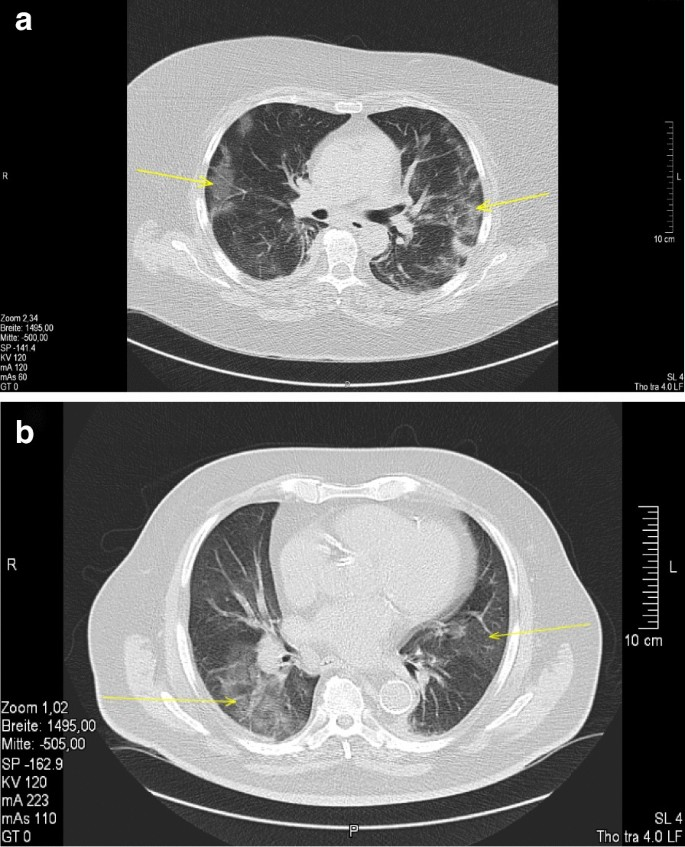 a
R
L
10 cm
Zoom 2,34
Breite: 1495,00
Mitte: -500,00
SP -141.4
KV 120
mA 120
mAs 60
GT 0
SL 4
Tho tra 4.0 LF
b
R
L
10 cm
Zoom 1,02
Breite: 1495,00
Mitte: -505,00
SP -162.9
KV 120
mA 223
mAs 110
GT 0
P
SL 4
Tho tra 4.0 LF